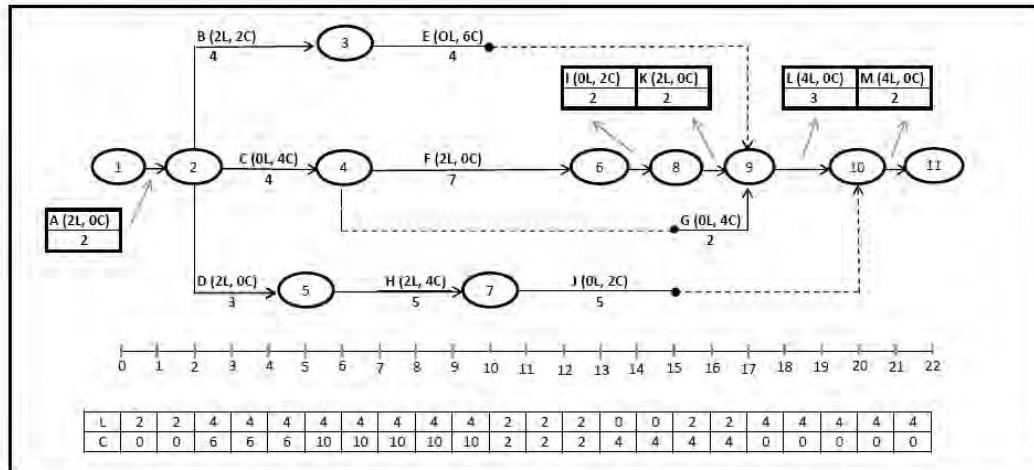 B (2L, 2C)
4
3
E (OL, 6C)
4
I (0L, 2C) K (2L, 0C)
2 2
L (4L, 0C) M (4L, 0C)
3 2
1
2
C (0L, 4C)
4
4
F (2L, 0C)
7
6
8
9
10
11
A (2L, 0C)
2
G (0L, 4C)
2
D (2L, 0C)
3
5
H (2L, 4C)
5
7
J (0L, 2C)
5
0 1 2 3 4 5 6 7 8 9 10 11 12 13 14 15 16 17 18 19 20 21 22
L 2 2 4 4 4 4 4 4 4 4 2 2 2 0 0 2 2 4 4 4 4 4
C 0 0 6 6 6 10 10 10 10 10 2 2 2 4 4 4 4 0 0 0 0 0